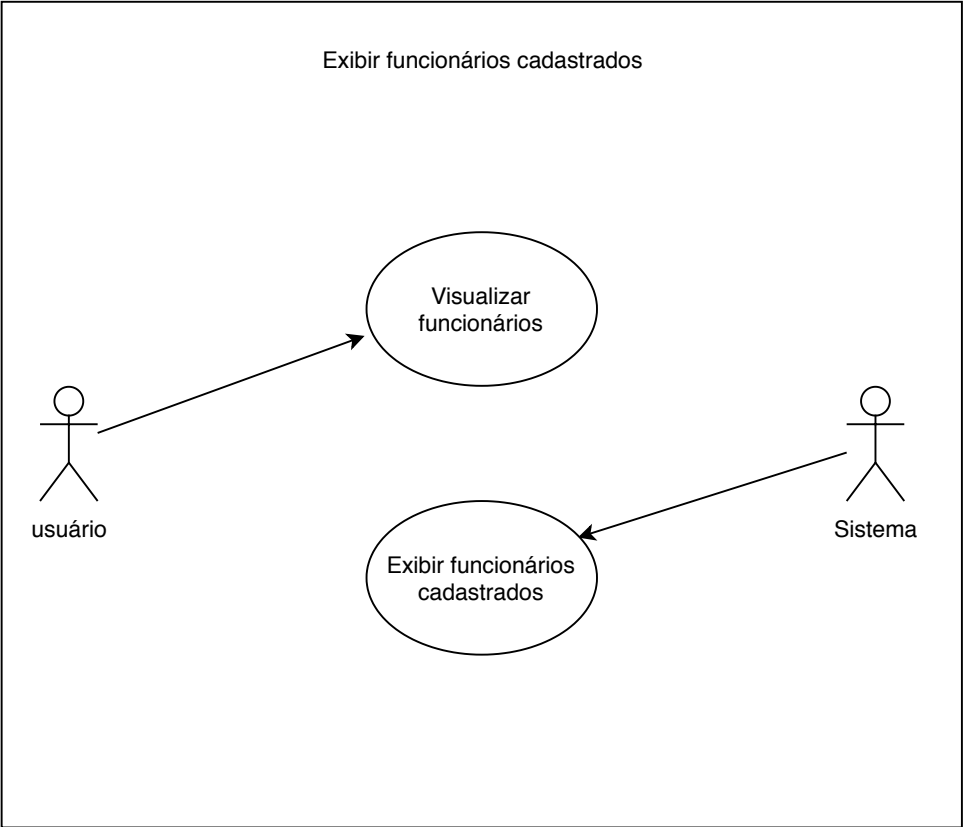 Exibir funcionários cadastrados
Visualizar
funcionários
usuário
Sistema
Exibir funcionários
cadastrados